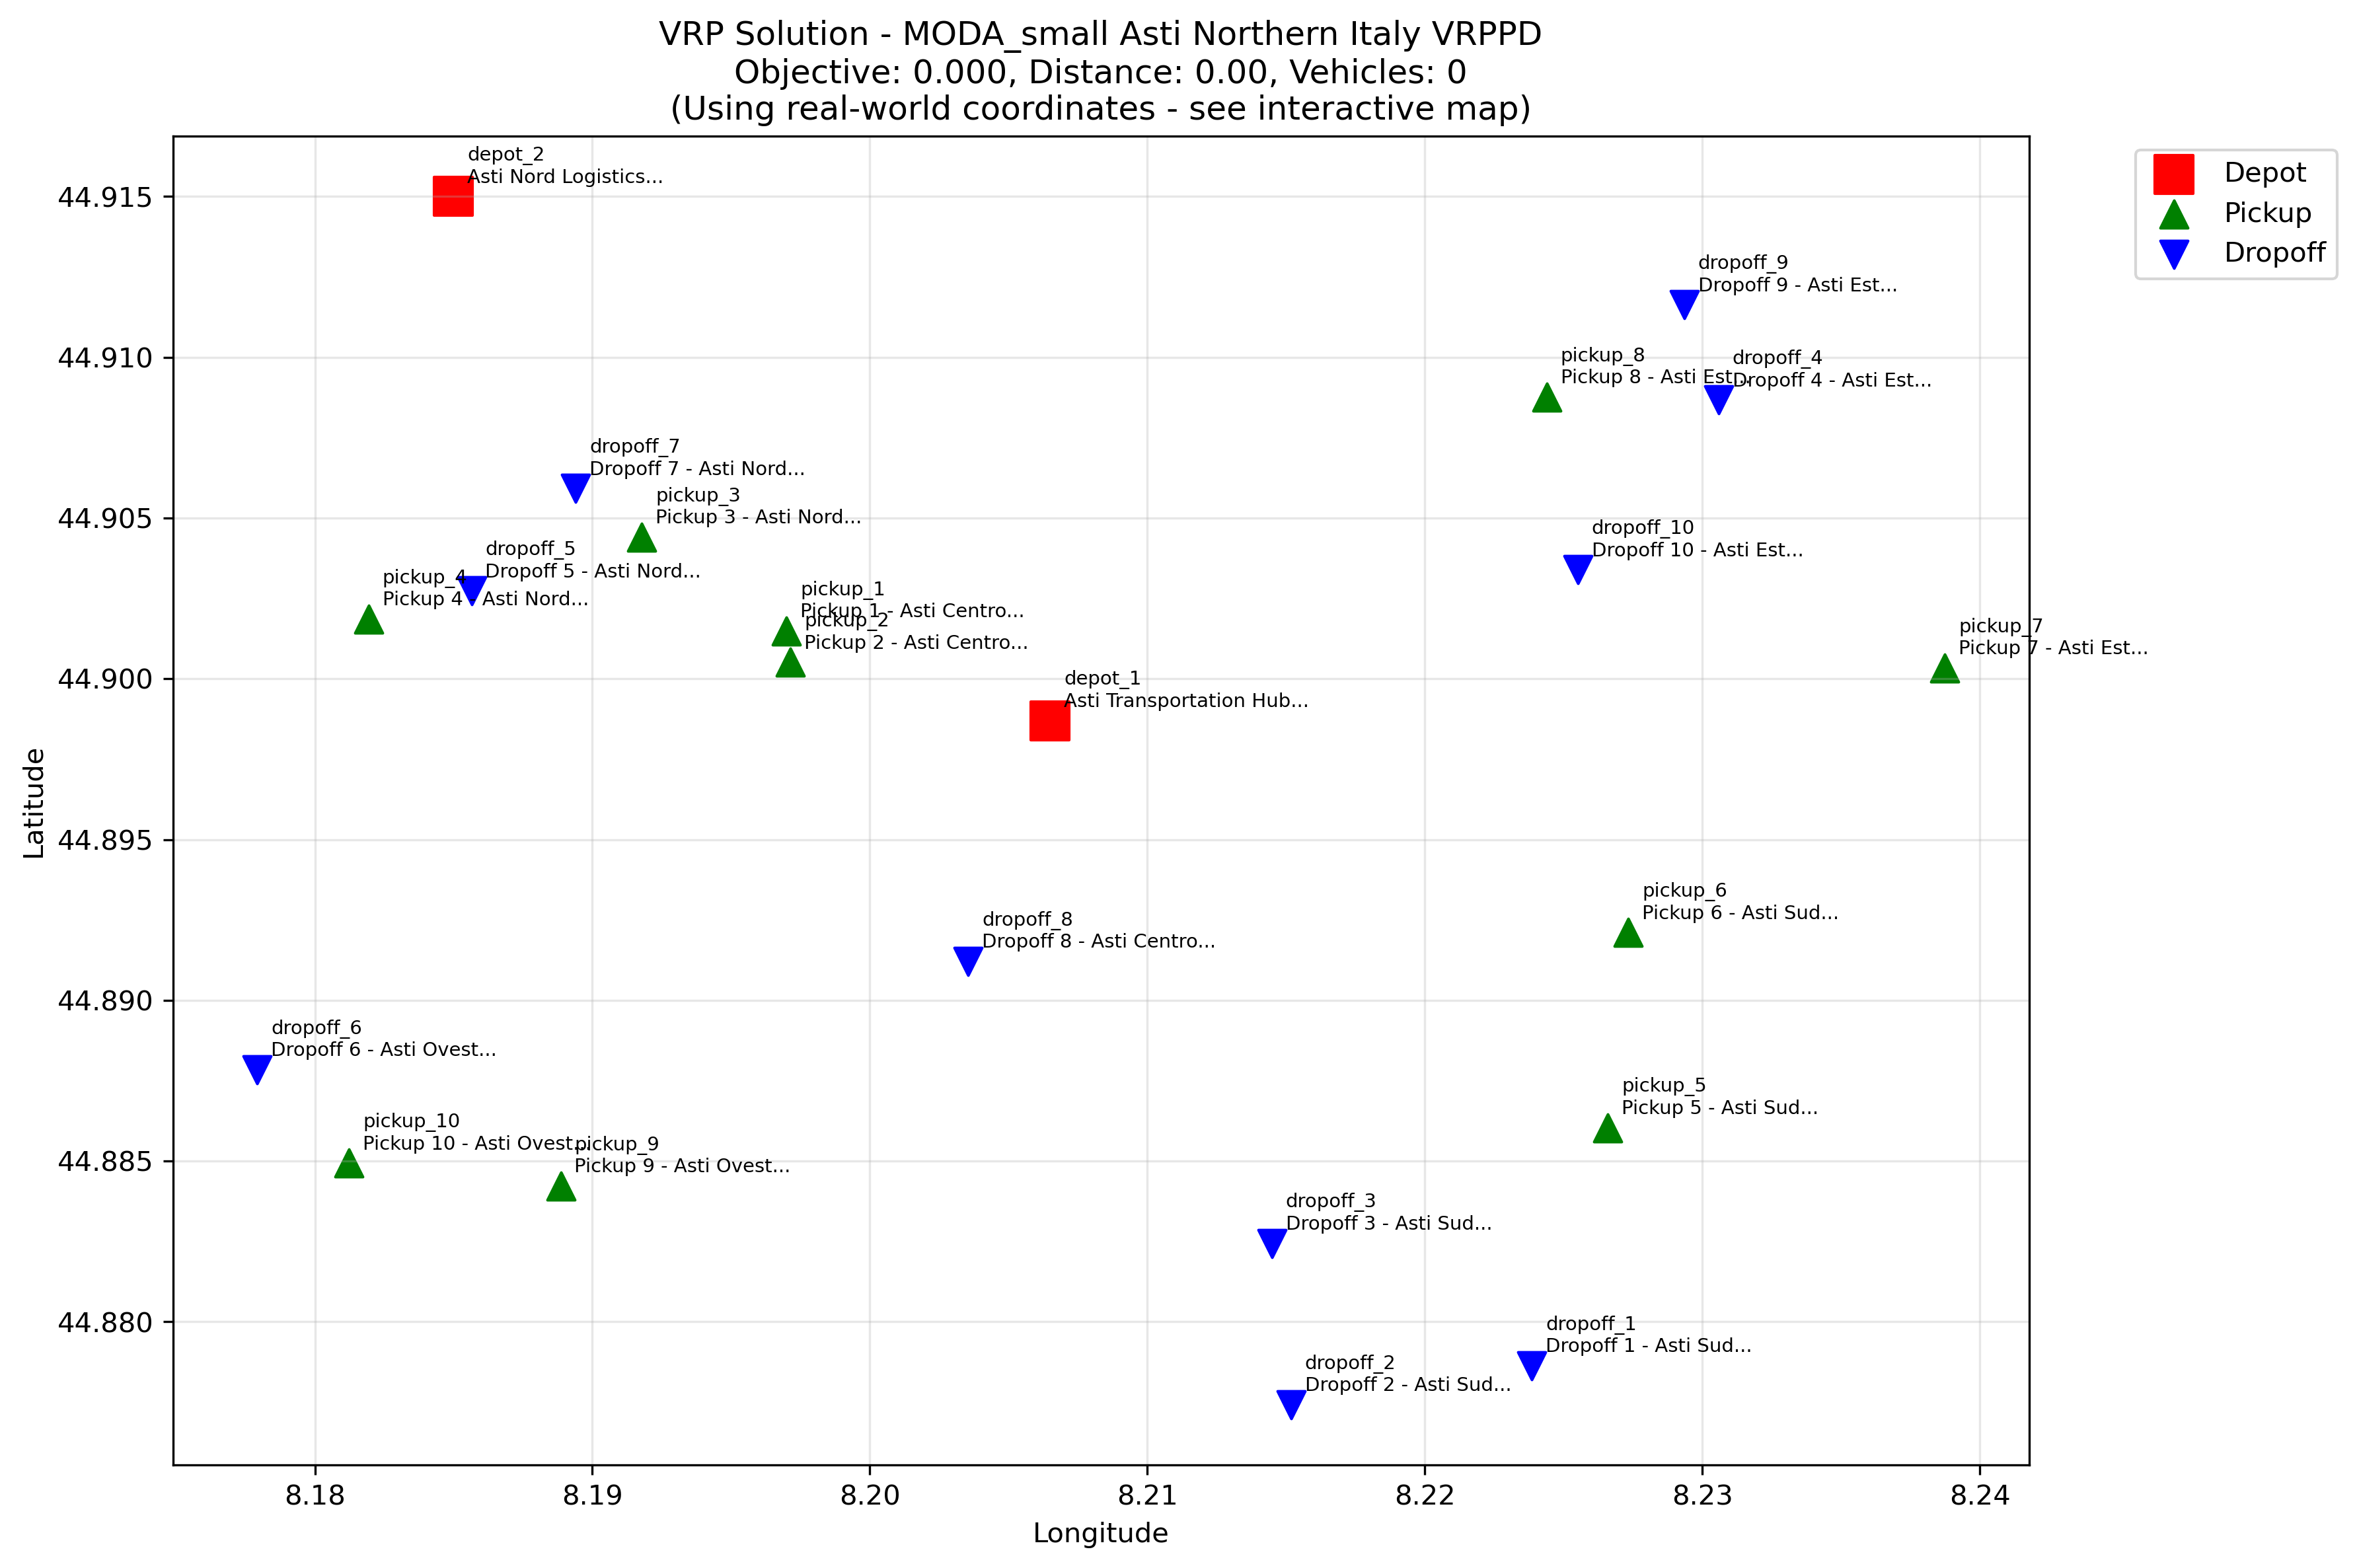 VRP Solution - MODA_small Asti Northern Italy VRPPD
Objective: 0.000, Distance: 0.00, Vehicles: 0
(Using real-world coordinates - see interactive map)
Depot
Pickup
Dropoff
depot_2
Asti Nord Logistics...
dropoff_9
Dropoff 9 - Asti Est...
pickup_8
Pickup 8 - Asti Est...
dropoff_4
Dropoff 4 - Asti Est...
dropoff_7
Dropoff 7 - Asti Nord...
pickup_3
Pickup 3 - Asti Nord...
dropoff_10
Dropoff 10 - Asti Est...
dropoff_5
Dropoff 5 - Asti Nord...
pickup_4
Pickup 4 - Asti Nord...
pickup_1
Pickup 1 - Asti Centro...
pickup_2
Pickup 2 - Asti Centro...
pickup_7
Pickup 7 - Asti Est...
depot_1
Asti Transportation Hub...
pickup_6
Pickup 6 - Asti Sud...
dropoff_8
Dropoff 8 - Asti Centro...
dropoff_6
Dropoff 6 - Asti Ovest...
pickup_5
Pickup 5 - Asti Sud...
pickup_10
Pickup 10 - Asti Ovest...
pickup_9
Pickup 9 - Asti Ovest...
dropoff_3
Dropoff 3 - Asti Sud...
dropoff_1
Dropoff 1 - Asti Sud...
dropoff_2
Dropoff 2 - Asti Sud...
44.915
44.910
44.905
44.900
44.895
44.890
44.885
44.880
Latitude
8.18
8.19
8.20
8.21
8.22
8.23
8.24
Longitude